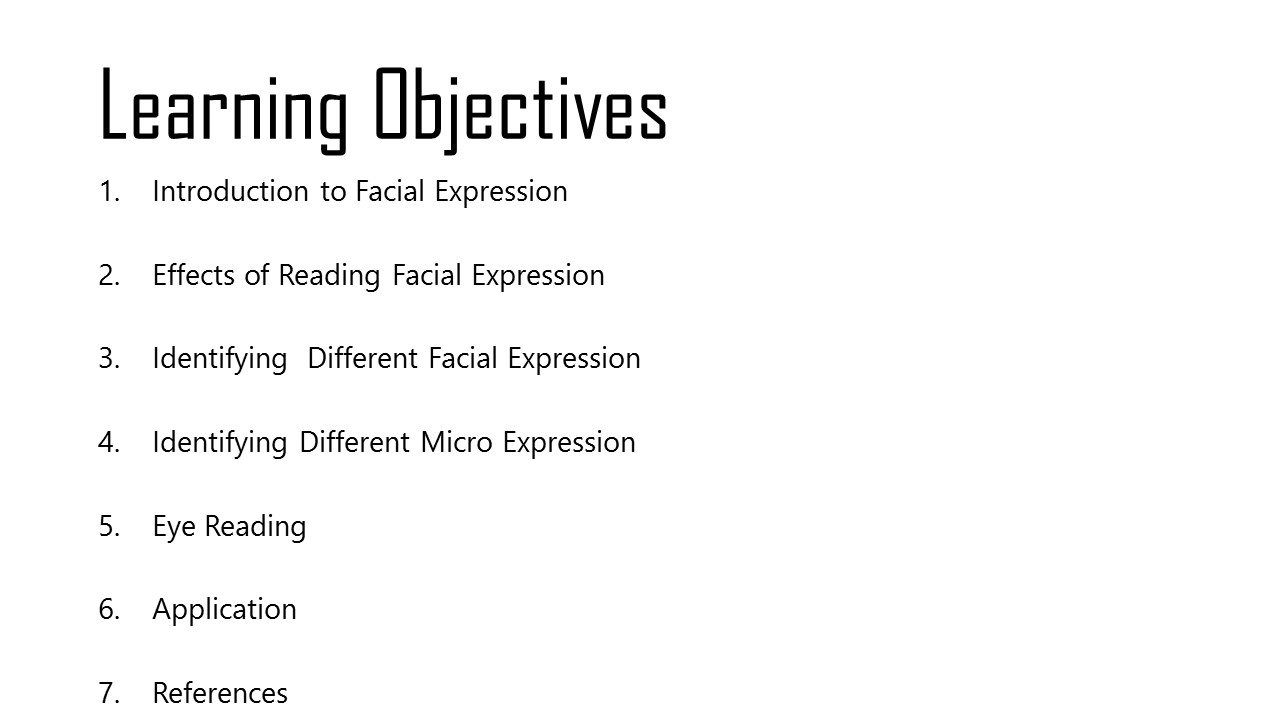 Learning Objectives
1. Introduction to Facial Expression
2. Effects of Reading Facial Expression
3. Identifying  Different Facial Expression
4. Identifying Different Micro Expression
5. Eye Reading
6. Application
7. References